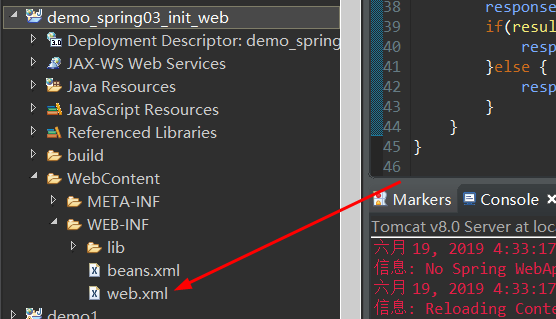 demo_spring03_init_web
Deployment Descriptor: demo_spring
JAX-WS Web Services
Java Resources
JavaScript Resources
Referenced Libraries
build
WebContent
META-INF
WEB-INF
lib
beans.xml
web.xml
demo1
38 response
39 if(resul
40 resp
41 }else {
42 resp
43 }
44 }
45 }
46
Markers Console
Tomcat v8.0 Server at loca
六月 19, 2019 4:33:17
信息: No Spring WebAp
六月 19, 2019 4:33:17
信息: Reloading Conte